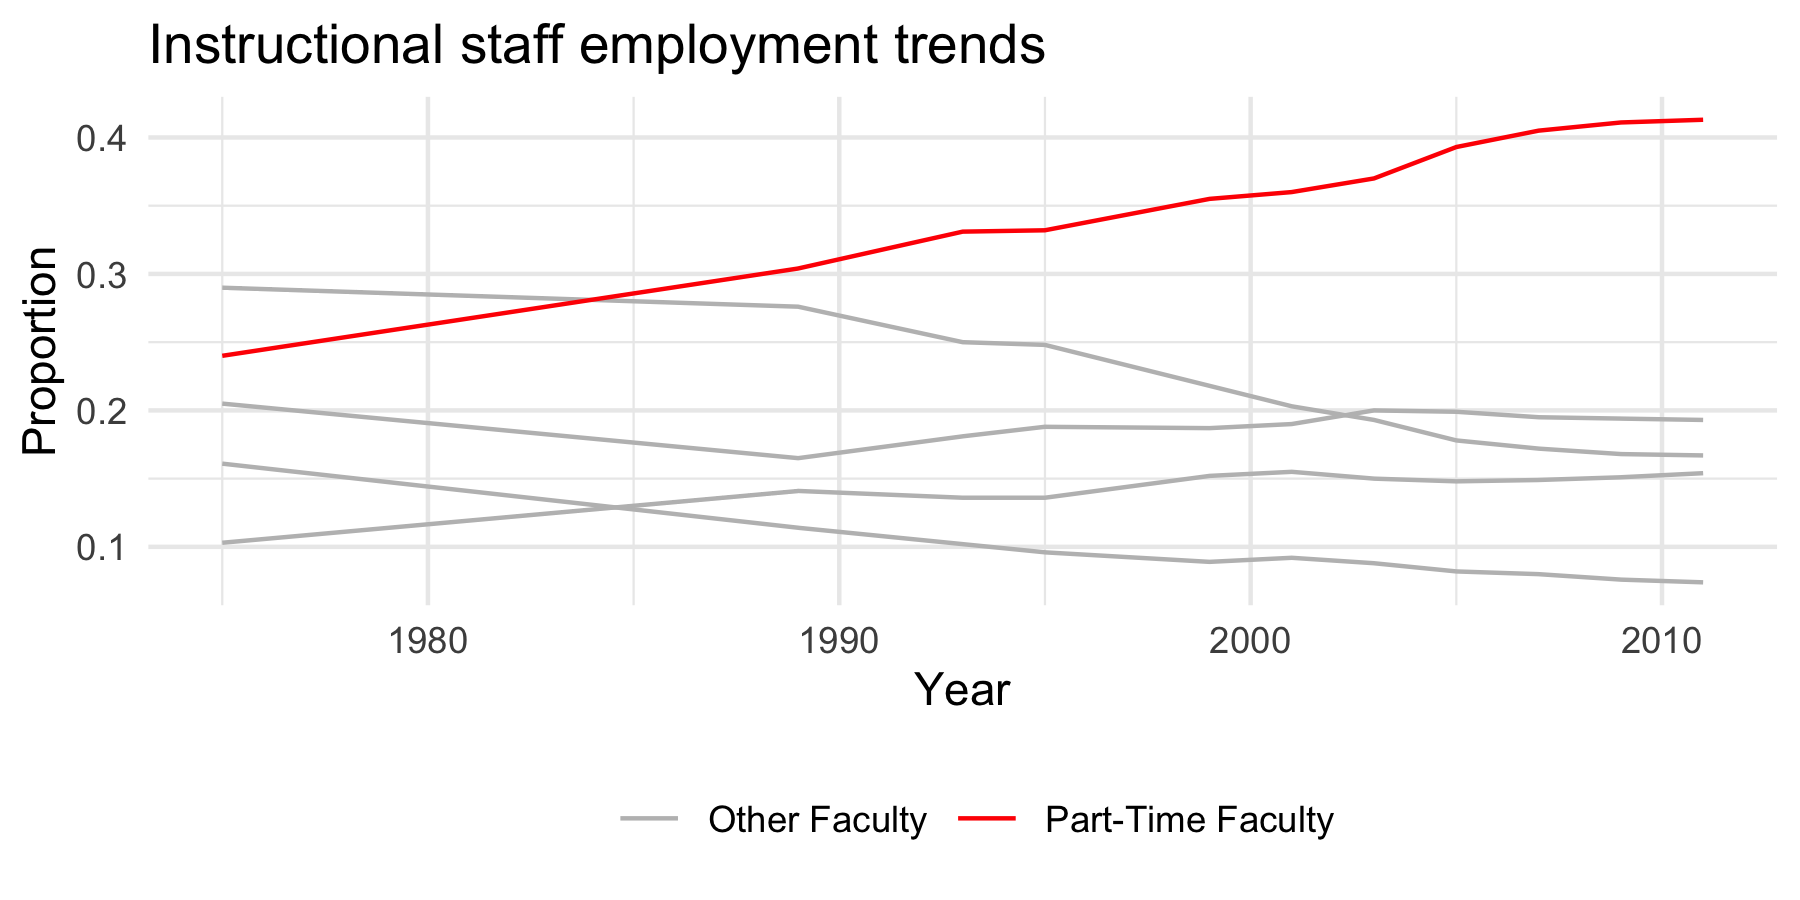 Instructional staff employment trends
0.4
0.3
0.2
0.1
Proportion
1980 1990 2000 2010
Year
Other Faculty Part-Time Faculty